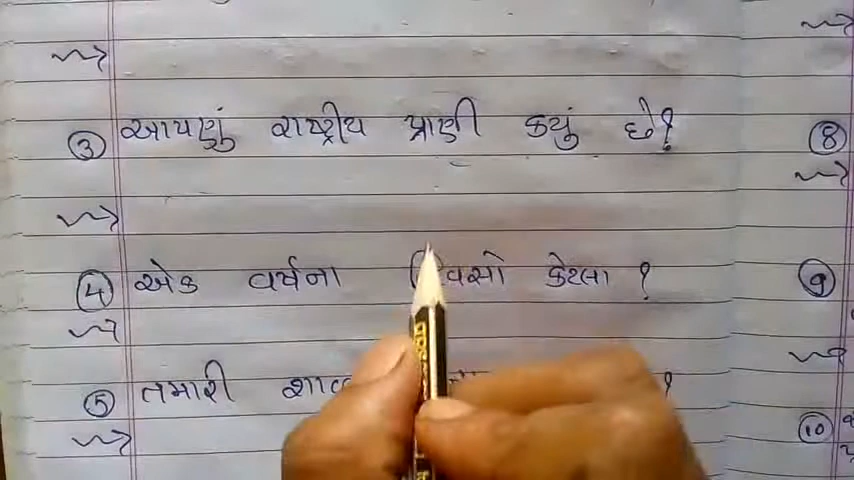 ③ આપણું રાષ્ટ્રીય પ્રાણી કયું છે?
④ એક વર્ષના દિવસો કેટલા ?
⑤ તમારી ?
⑧
⑨
⑩